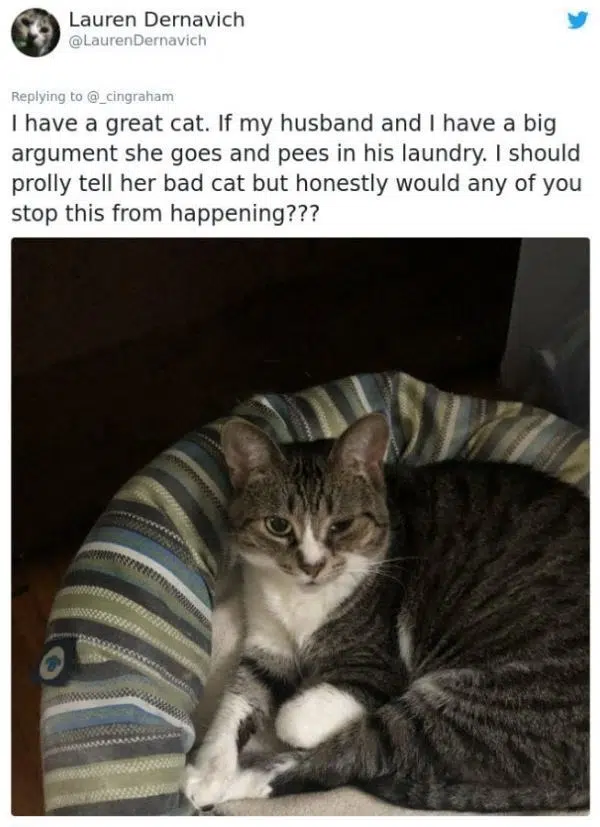 Lauren Dernavich
@LaurenDernavich
Replying to @_cingraham
I have a great cat. If my husband and I have a big
argument she goes and pees in his laundry. I should
prolly tell her bad cat but honestly would any of you
stop this from happening???